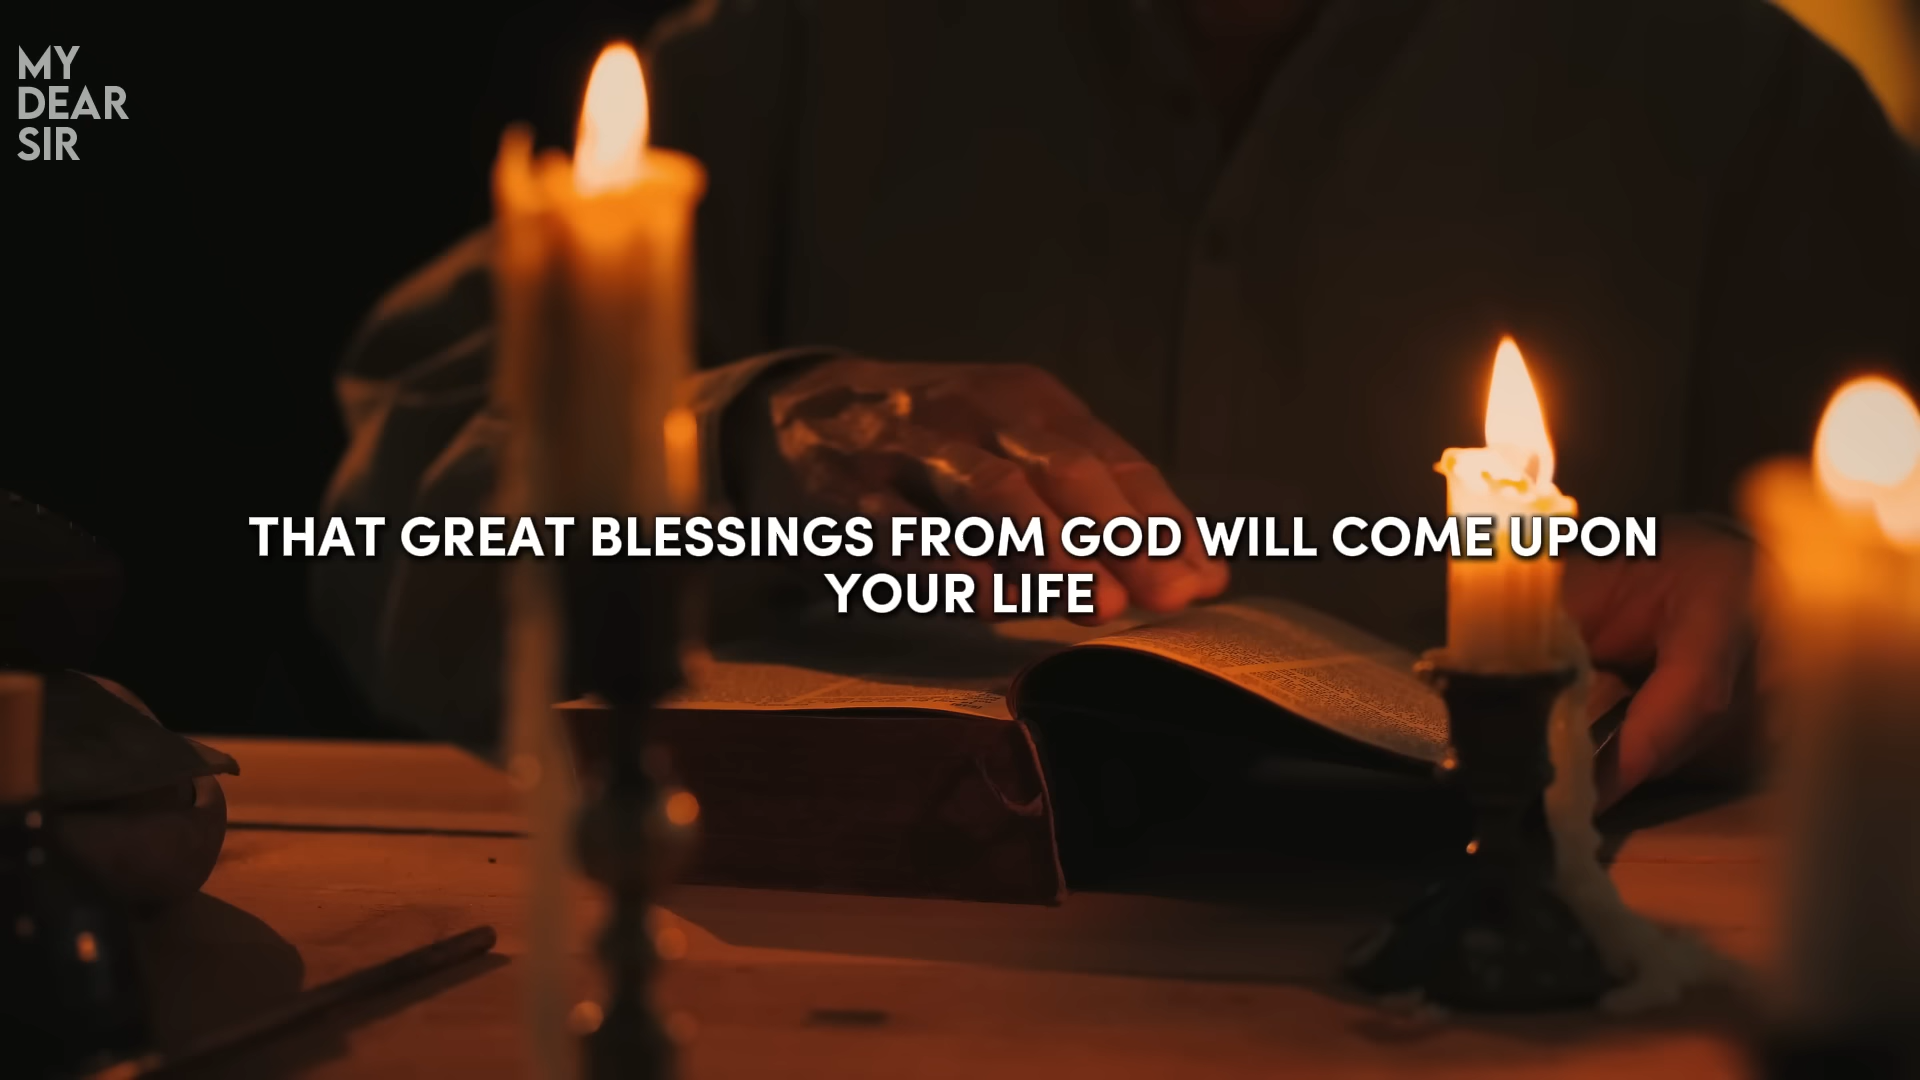 MY
DEAR
SIR
THAT GREAT BLESSINGS FROM GOD WILL COME UPON
YOUR LIFE